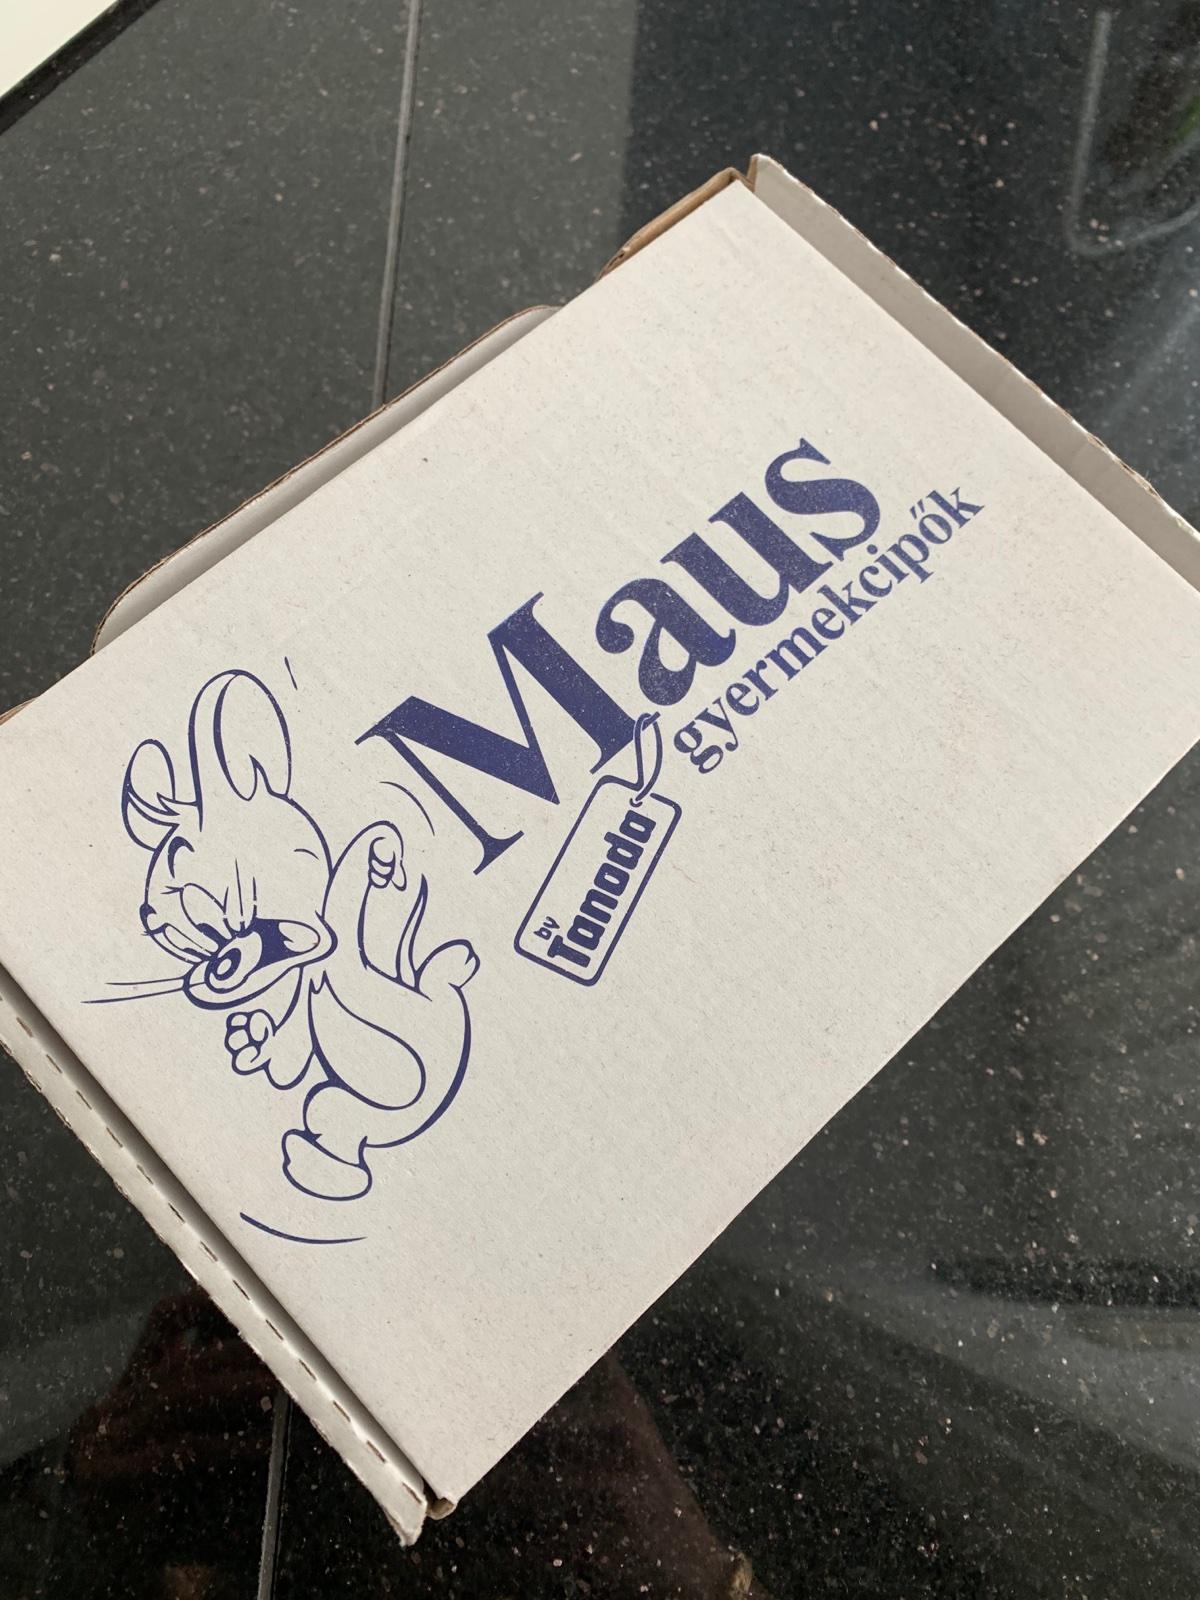 Maus
gyermekcipők
by
Tanoda